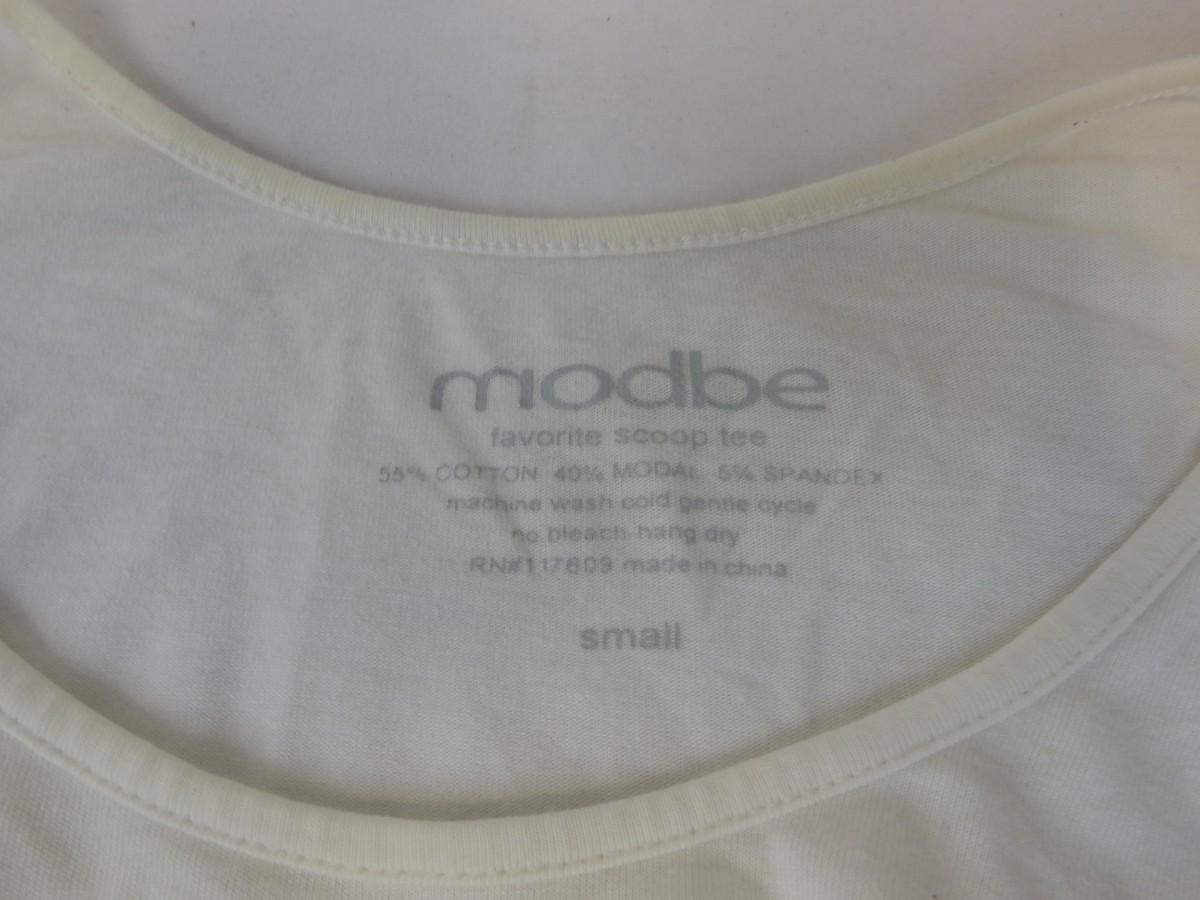 modbe
favorite scoop tee
55% COTTON 40% MODAL 5% SPANDEX
machine wash cold gentle cycle
no bleach hang dry
RN#117609 made in china
small